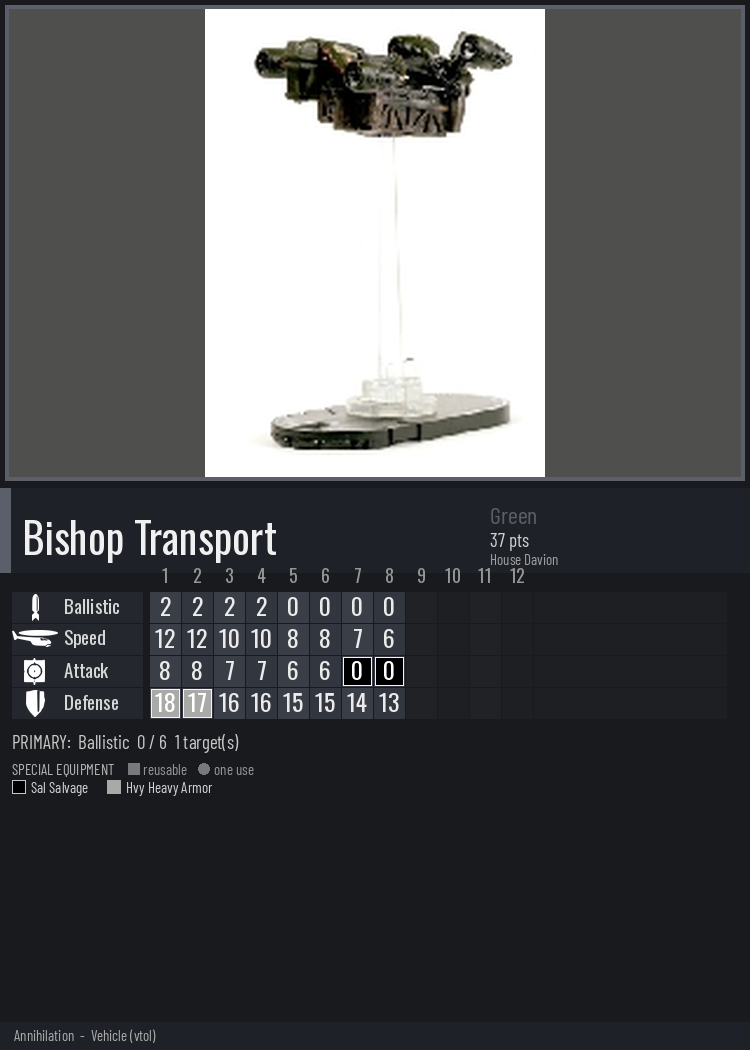 Bishop Transport
Green
37 pts
House Davion
1 2 3 4 5 6 7 8 9 10 11 12
Ballistic 2 2 2 2 0 0 0 0
Speed 12 12 10 10 8 8 7 6
Attack 8 8 7 7 6 6 0 0
Defense 18 17 16 16 15 15 14 13
PRIMARY: Ballistic 0 / 6 1 target(s)
SPECIAL EQUIPMENT reusable one use
Sal Salvage Hvy Heavy Armor
Annihilation - Vehicle (vtol)